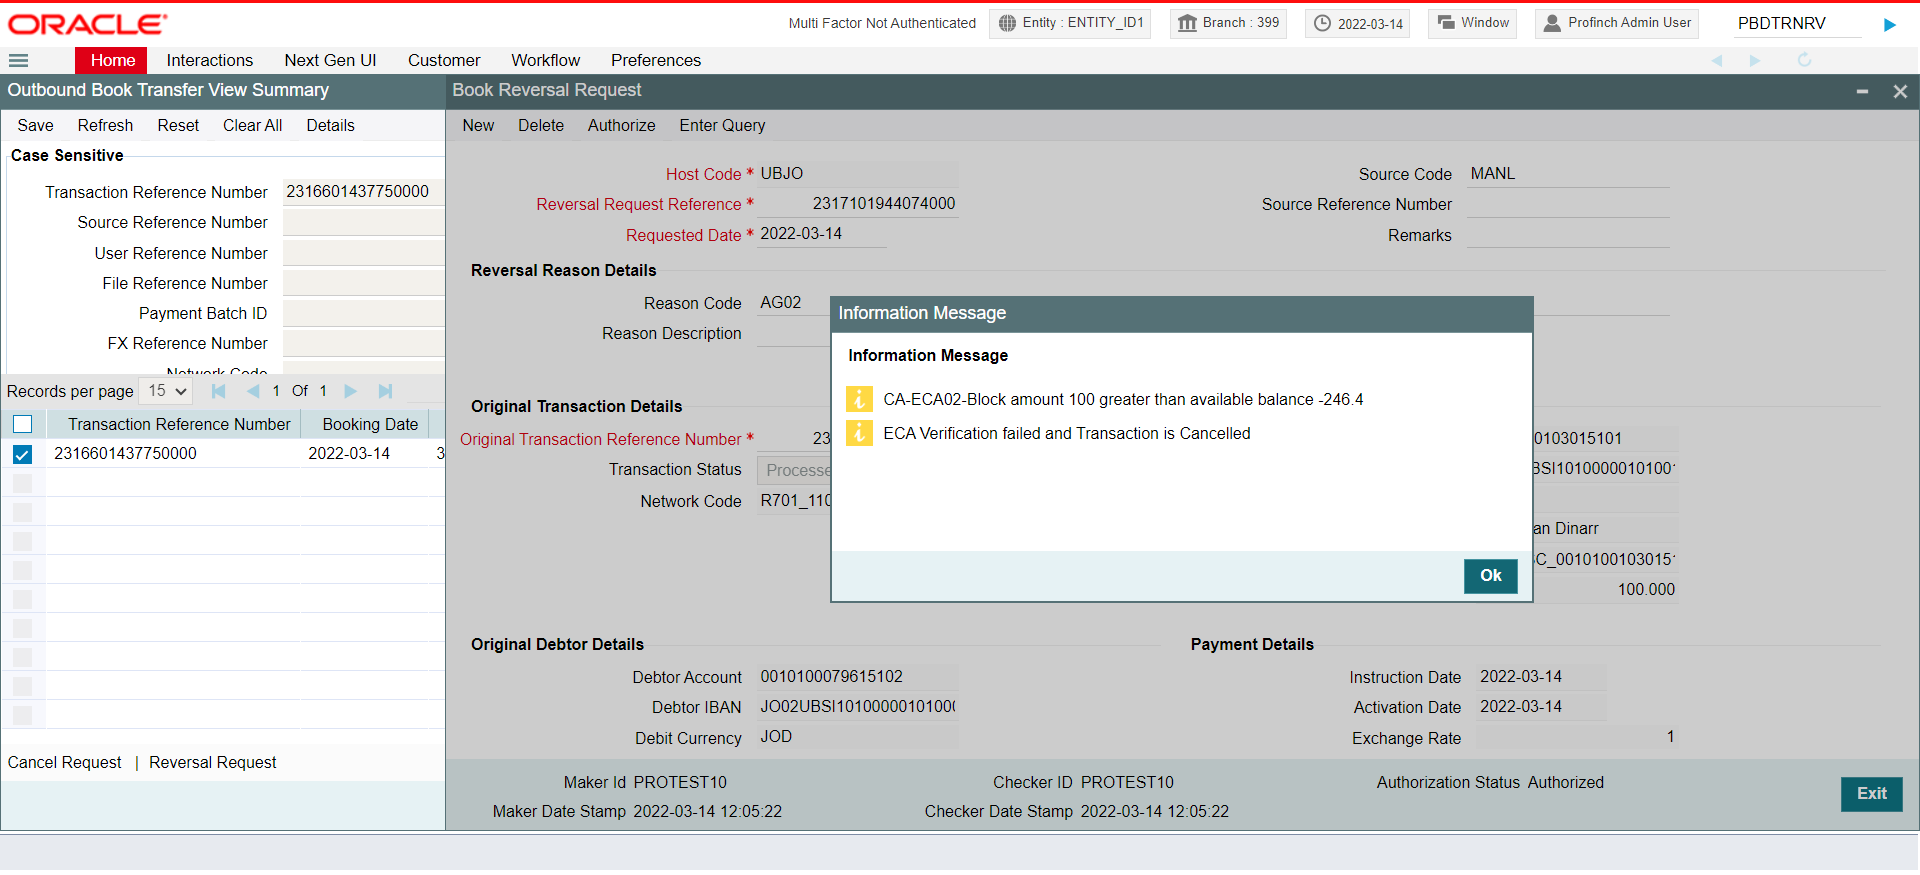 ORACLE
Multi Factor Not Authenticated
Entity : ENTITY_ID1
Branch : 399
2022-03-14
Window
Profinch Admin User
PBDTRNRV
Home Interactions Next Gen UI Customer Workflow Preferences
Outbound Book Transfer View Summary
Save Refresh Reset Clear All Details
Case Sensitive
Transaction Reference Number 2316601437750000
Source Reference Number
User Reference Number
File Reference Number
Payment Batch ID
FX Reference Number
Network Code
Records per page 15 1 Of 1
Transaction Reference Number Booking Date
2316601437750000 2022-03-14 3
Cancel Request | Reversal Request
Book Reversal Request
New Delete Authorize Enter Query
Host Code * UBJO
Reversal Request Reference * 2317101944074000
Requested Date * 2022-03-14
Source Code MANL
Source Reference Number
Remarks
Reversal Reason Details
Reason Code AG02
Reason Description
Original Transaction Details
Original Transaction Reference Number * 23
Transaction Status Processe
Network Code R701_110
0103015101
BSI1010000101001
an Dinarr
C_0010100103015
100.000
Information Message
Information Message
CA-ECA02-Block amount 100 greater than available balance -246.4
ECA Verification failed and Transaction is Cancelled
Ok
Original Debtor Details
Debtor Account 0010100079615102
Debtor IBAN JO02UBSI1010000010100
Debit Currency JOD
Payment Details
Instruction Date 2022-03-14
Activation Date 2022-03-14
Exchange Rate 1
Maker Id PROTEST10
Maker Date Stamp 2022-03-14 12:05:22
Checker ID PROTEST10
Checker Date Stamp 2022-03-14 12:05:22
Authorization Status Authorized
Exit